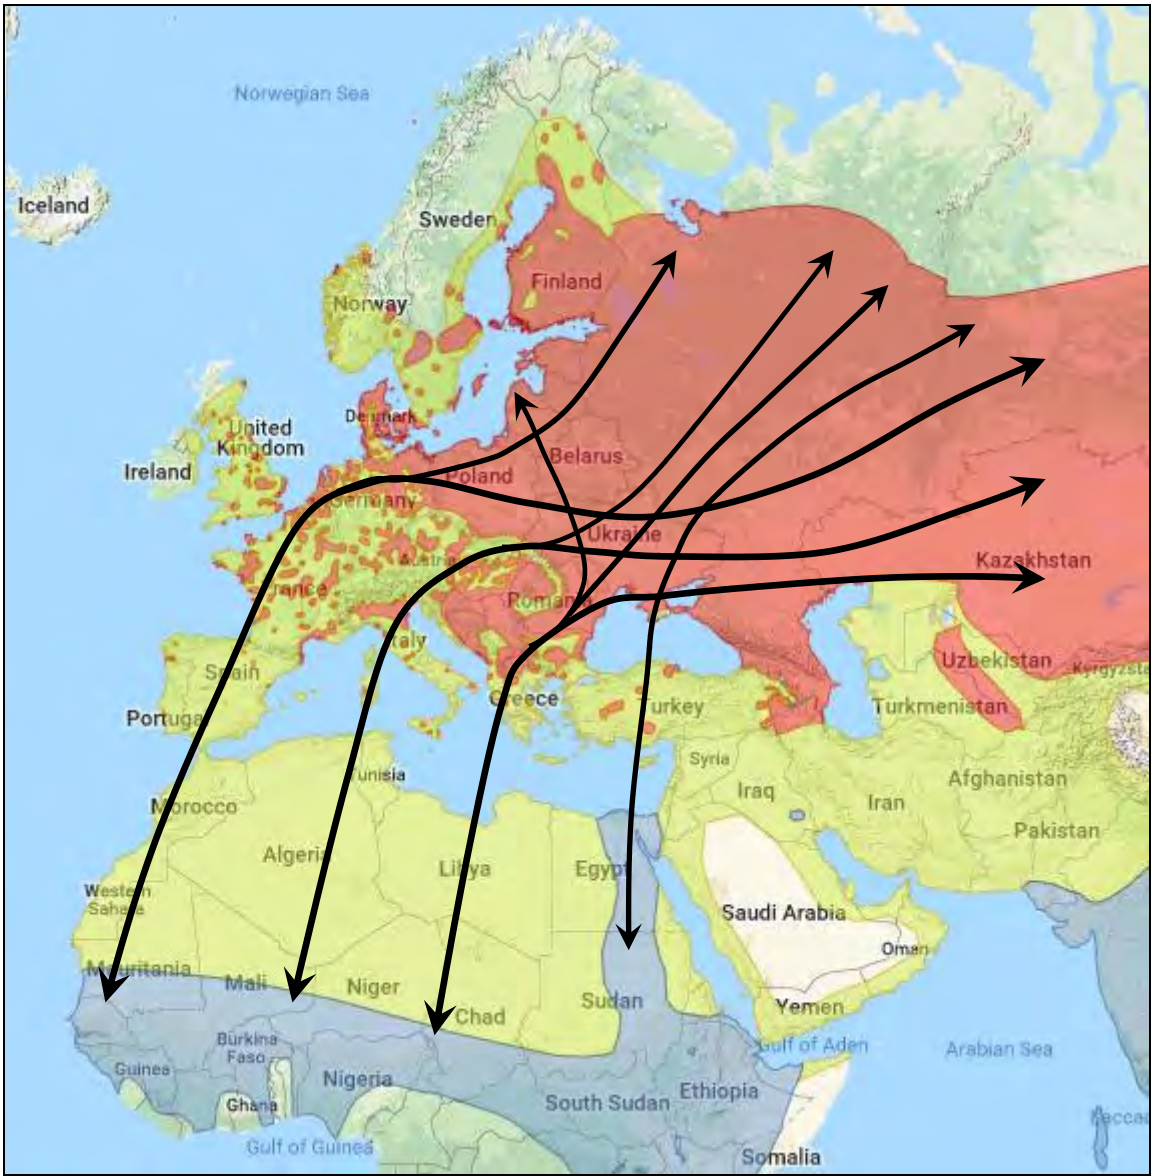 Norwegian Sea
Iceland
Sweden
Finland
Norway
Denmark
United
Kingdom
Ireland
Belarus
Poland
Germany
Ukraine
Austria
Kazakhstan
France
Romania
Italy
Uzbekistan
Kyrgyzsta
Spain
Greece
Turkey
Turkmenistan
Portugal
Syria
Tunisia
Afghanistan
Iraq
Iran
Morocco
Pakistan
Algeria
Libya
Egypt
Western
Sahara
Saudi Arabia
Oman
Mauritania
Mali
Niger
Sudan
Chad
Yemen
Burkina
Faso
Gulf of Aden
Arabian Sea
Guinea
Nigeria
Ethiopia
Ghana
South Sudan
Gulf of Guinea
Somalia